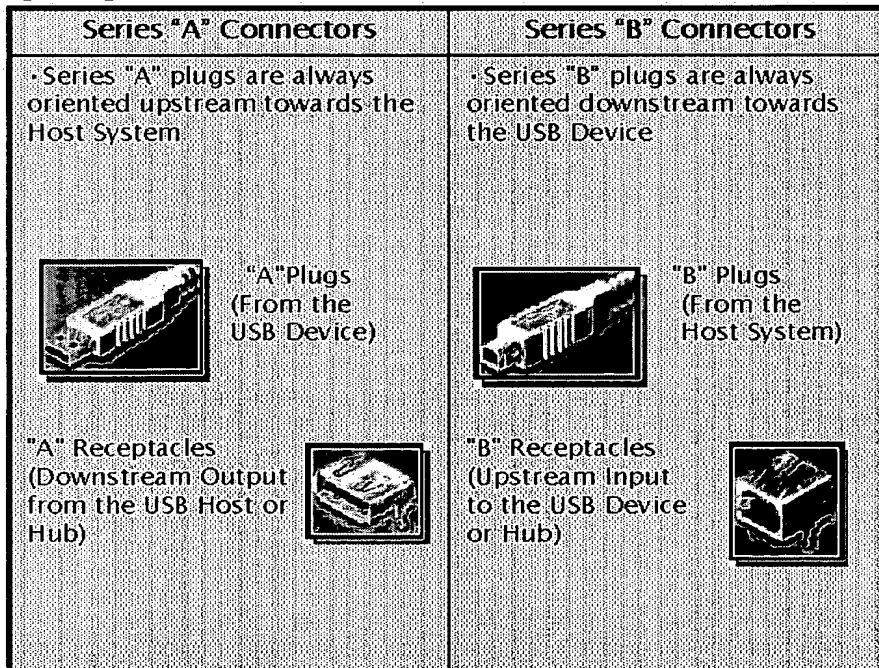 Series "A" Connectors
· Series "A" plugs are always
oriented upstream towards the
Host System
"A"Plugs
(From the
USB Device)
"A" Receptacles
(Downstream Output
from the USB Host or
Hub)
Series "B" Connectors
· Series "B" plugs are always
oriented downstream towards
the USB Device
"B" Plugs
(From the
Host System)
"B" Receptacles
(Upstream Input
to the USB Device
or Hub)